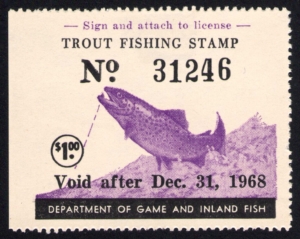 — Sign and attach to license —
TROUT FISHING STAMP
No 31246
$1.00
Void after Dec. 31, 1968
DEPARTMENT OF GAME AND INLAND FISH